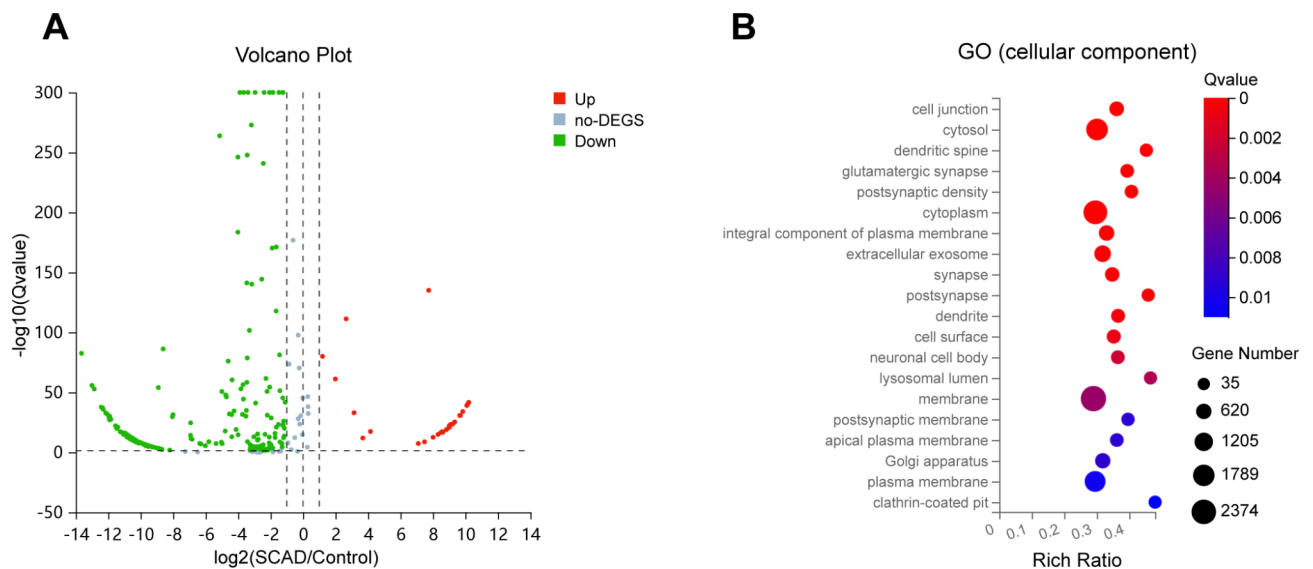 A
Volcano Plot
300
250
200
150
100
50
0
-50
-log10(Qvalue)
-14 -12 -10 -8 -6 -4 -2 0 2 4 6 8 10 12 14
log2(SCAD/Control)
Up
no-DEGS
Down
B
GO (cellular component)
cell junction
cytosol
dendritic spine
glutamatergic synapse
postsynaptic density
cytoplasm
integral component of plasma membrane
extracellular exosome
synapse
postsynapse
dendrite
cell surface
neuronal cell body
lysosomal lumen
membrane
postsynaptic membrane
apical plasma membrane
Golgi apparatus
plasma membrane
clathrin-coated pit
0 0.1 0.2 0.3 0.4
Rich Ratio
Qvalue
0
0.002
0.004
0.006
0.008
0.01
Gene Number
35
620
1205
1789
2374